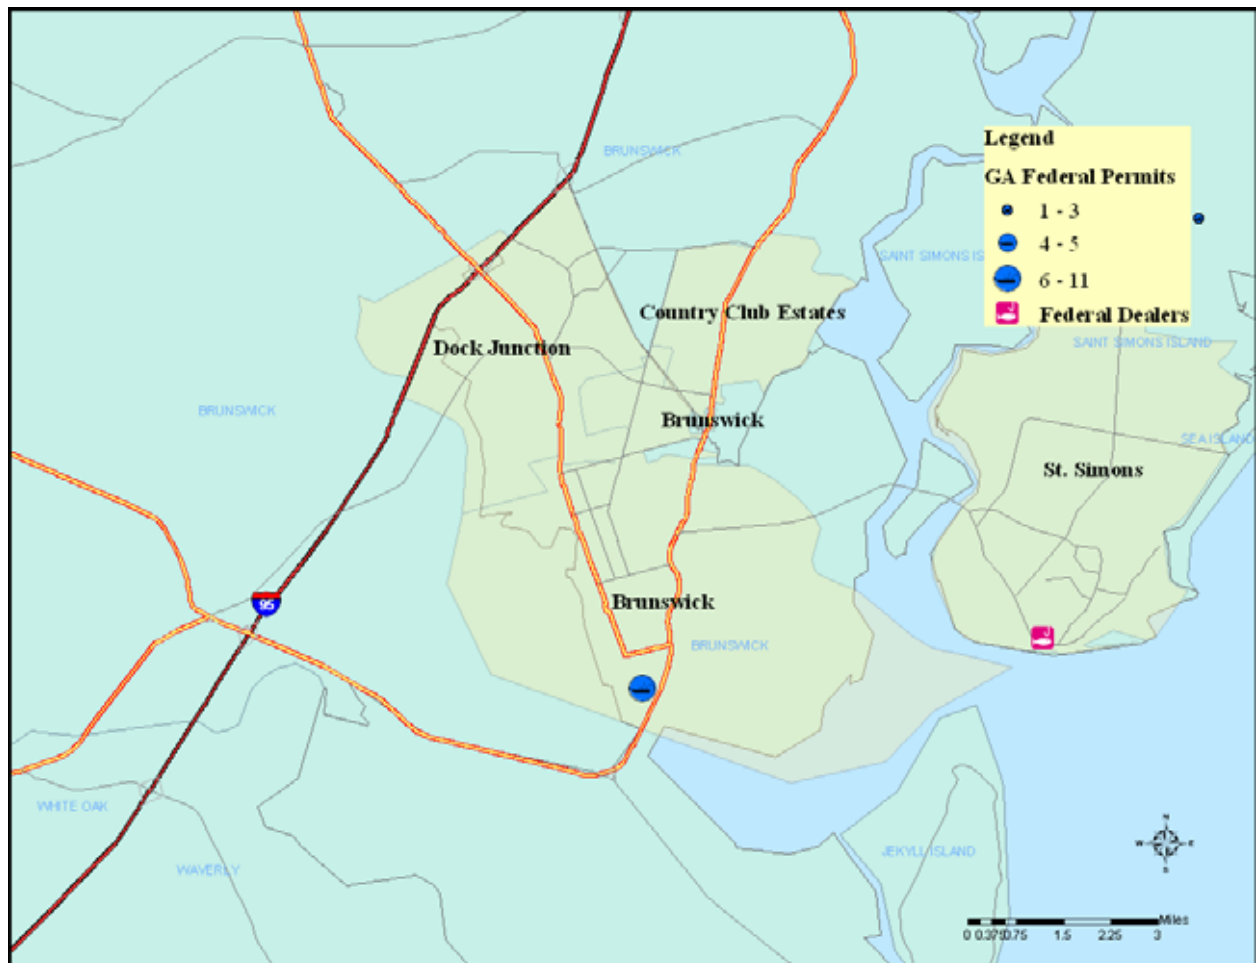 BRUNSWICK
Legend
GA Federal Permits
1 - 3
4 - 5
6 - 11
Federal Dealers
SAINT SIMONS IS
Country Club Estates
SAINT SIMONS ISLAND
Dock Junction
BRUNSWICK
Brunswick
SEA ISLAND
St. Simons
95
Brunswick
BRUNSWICK
WHITE OAK
WAVERLY
JEKYLL ISLAND
N
W E
S
Miles
0 0.375 0.75 1.5 2.25 3